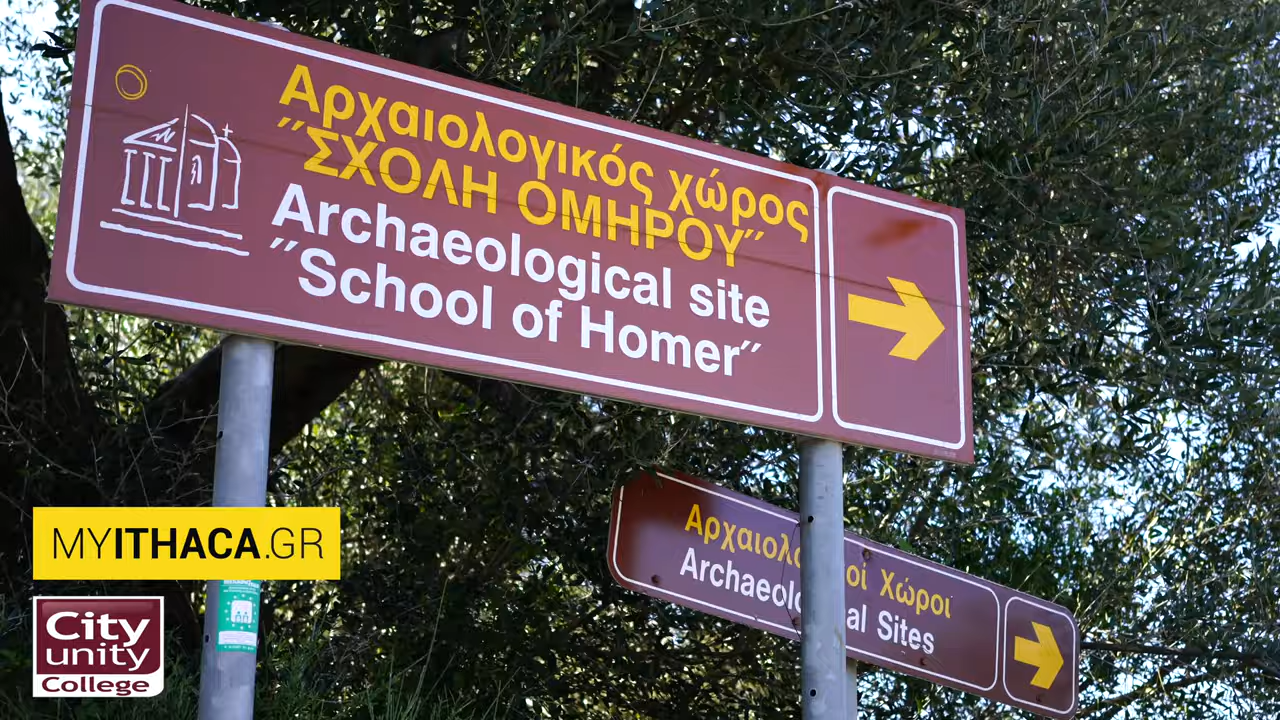 Αρχαιολογικός χώρος
"ΣΧΟΛΗ ΟΜΗΡΟΥ"
Archaeological site
"School of Homer"
Χώροι
Sites
MYITHACA.GR
City
unity
College